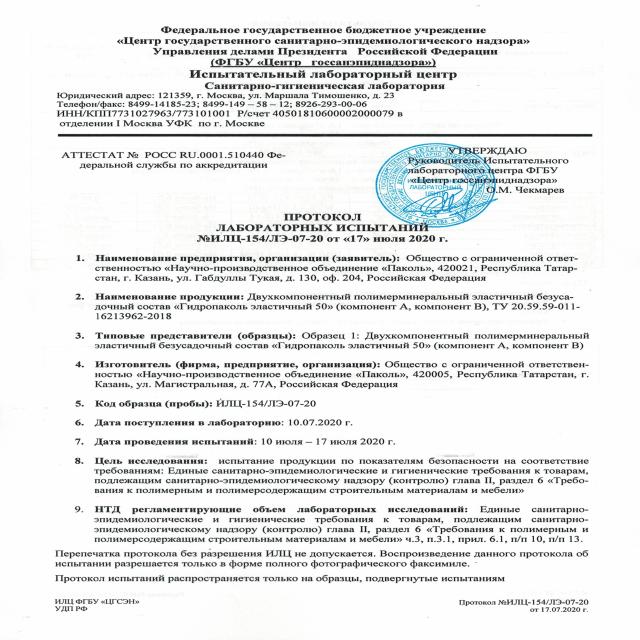 Федеральное государственное бюджетное учреждение
«Центр государственного санитарно-эпидемиологического надзора»
Управления делами Президента Российской Федерации
(ФГБУ «Центр госсанэпиднадзора»)
Испытательный лабораторный центр
Санитарно-гигиеническая лаборатория
Юридический адрес: 121359, г. Москва, ул. Маршала Тимошенко, д. 23
Телефон/факс: 8499-14185-23; 8499-149 – 58 – 12; 8926-293-00-06
ИНН/КПП7731027963/773101001 Р/счет 40501810600002000079 в
отделении I Москва УФК по г. Москве
АТТЕСТАТ № РОСС RU.0001.510440 Фе-
деральной службы по аккредитации
УТВЕРЖДАЮ
Руководитель Испытательного
лабораторного центра ФГБУ
«Центр госсанэпиднадзора»
О.М. Чекмарев
ПРОТОКОЛ
ЛАБОРАТОРНЫХ ИСПЫТАНИЙ
№ИЛЦ-154/ЛЭ-07-20 от «17» июля 2020 г.
1. Наименование предприятия, организации (заявитель): Общество с ограниченной ответ-
ственностью «Научно-производственное объединение «Паколь», 420021, Республика Татар-
стан, г. Казань, ул. Габдуллы Тукая, д. 130, оф. 204, Российская Федерация
2. Наименование продукции: Двухкомпонентный полимерминеральный эластичный безуса-
дочный состав «Гидропаколь эластичный 50» (компонент А, компонент В), ТУ 20.59.59-011-
16213962-2018
3. Типовые представители (образцы): Образец 1: Двухкомпонентный полимерминеральный
эластичный безусадочный состав «Гидропаколь эластичный 50» (компонент А, компонент В)
4. Изготовитель (фирма, предприятие, организация): Общество с ограниченной ответствен-
ностью «Научно-производственное объединение «Паколь», 420005, Республика Татарстан, г.
Казань, ул. Магистральная, д. 77А, Российская Федерация
5. Код образца (пробы): ИЛЦ-154/ЛЭ-07-20
6. Дата поступления в лабораторию: 10.07.2020 г.
7. Дата проведения испытаний: 10 июля – 17 июля 2020 г.
8. Цель исследования: испытание продукции по показателям безопасности на соответствие
требованиям: Единые санитарно-эпидемиологические и гигиенические требования к товарам,
подлежащим санитарно-эпидемиологическому надзору (контролю) глава II, раздел 6 «Требо-
вания к полимерным и полимерсодержащим строительным материалам и мебели»
9. НТД регламентирующие объем лабораторных исследований: Единые санитарно-
эпидемиологические и гигиенические требования к товарам, подлежащим санитарно-
эпидемиологическому надзору (контролю) глава II, раздел 6 «Требования к полимерным и
полимерсодержащим строительным материалам и мебели» ч.3, п.3.1, прил. 6.1, п/п 10, п/п 13.
Перепечатка протокола без разрешения ИЛЦ не допускается. Воспроизведение данного протокола об
испытании разрешается только в форме полного фотографического факсимиле.
Протокол испытаний распространяется только на образцы, подвергнутые испытаниям
ИЛЦ ФГБУ «ЦГСЭН»
УДП РФ
Протокол №ИЛЦ-154/ЛЭ-07-20
от 17.07.2020 г.